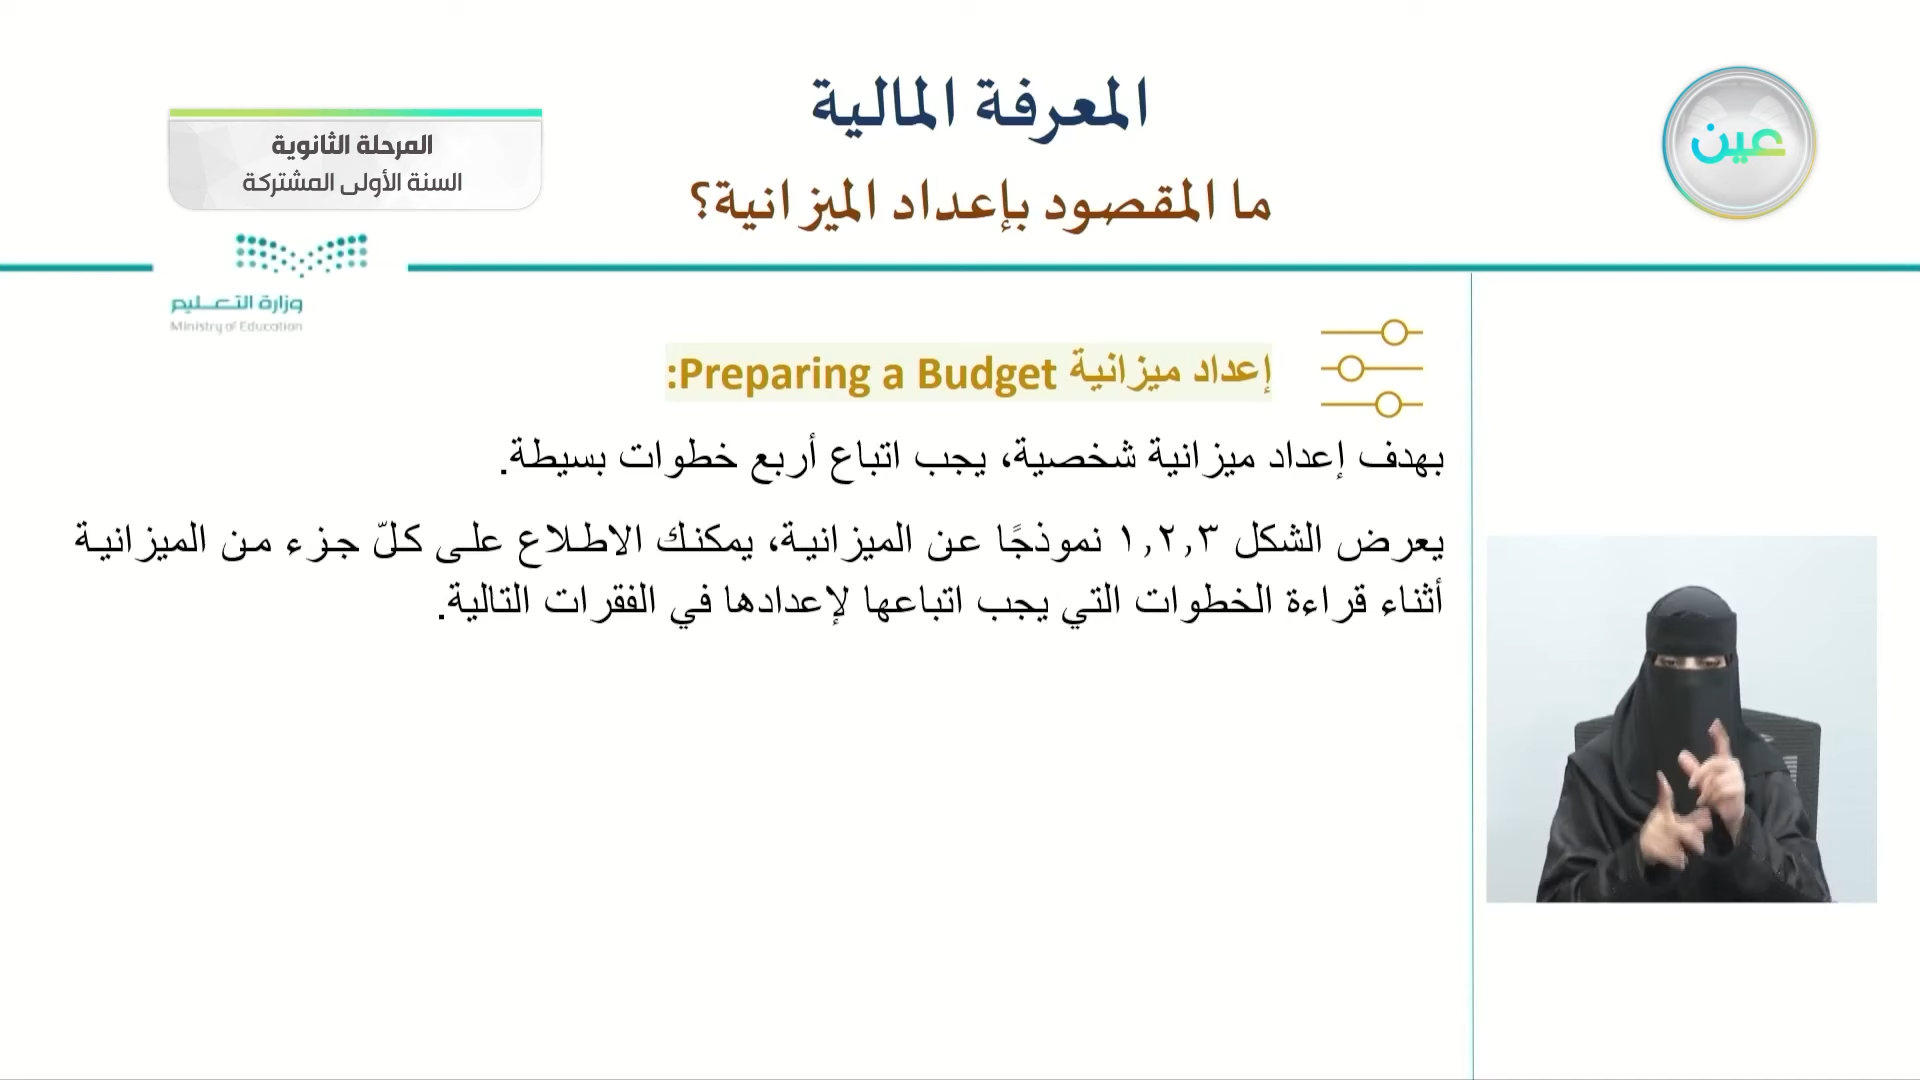 المعرفة المالية
ما المقصود بإعداد الميزانية؟
عين
المرحلة الثانوية
السنة الأولى المشتركة
وزارة التعليم
Ministry of Education
إعداد ميزانية Preparing a Budget:
بهدف إعداد ميزانية شخصية، يجب اتباع أربع خطوات بسيطة.
يعرض الشكل ١,٢,٣ نموذجًا عن الميزانية، يمكنك الاطلاع على كلّ جزء من الميزانية
أثناء قراءة الخطوات التي يجب اتباعها لإعدادها في الفقرات التالية.